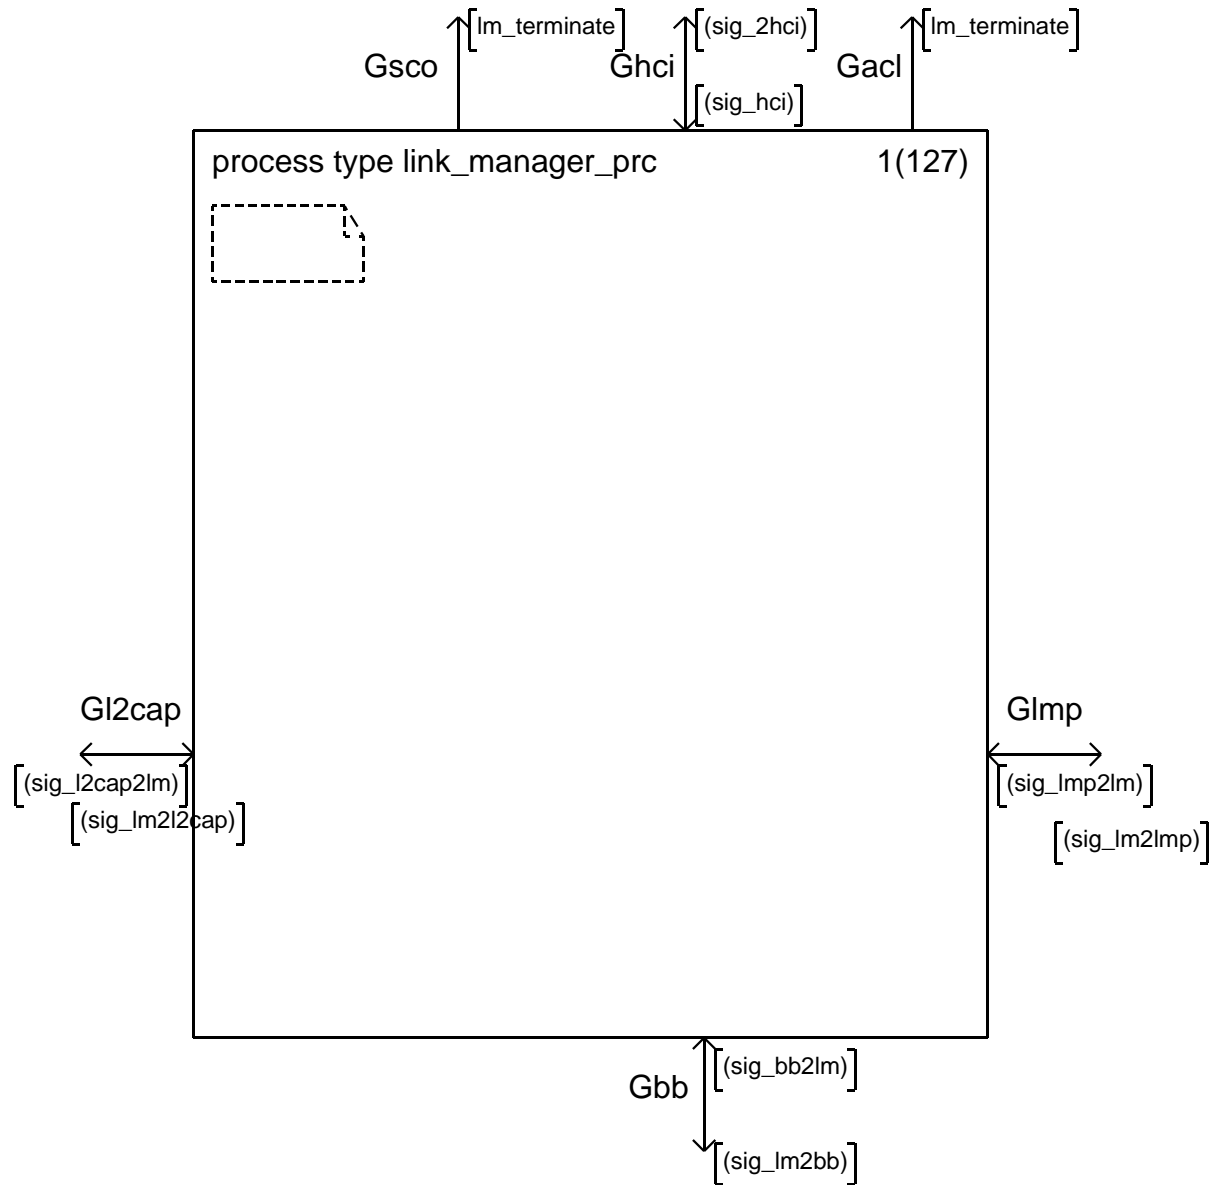 [lm_terminate]
[(sig_2hci)]
[lm_terminate]
Gsco
Ghci
Gacl
[(sig_hci)]
process type link_manager_prc
1(127)
Gl2cap
Glmp
[(sig_l2cap2lm)]
[(sig_lmp2lm)]
[(sig_lm2l2cap)]
[(sig_lm2lmp)]
[(sig_bb2lm)]
Gbb
[(sig_lm2bb)]